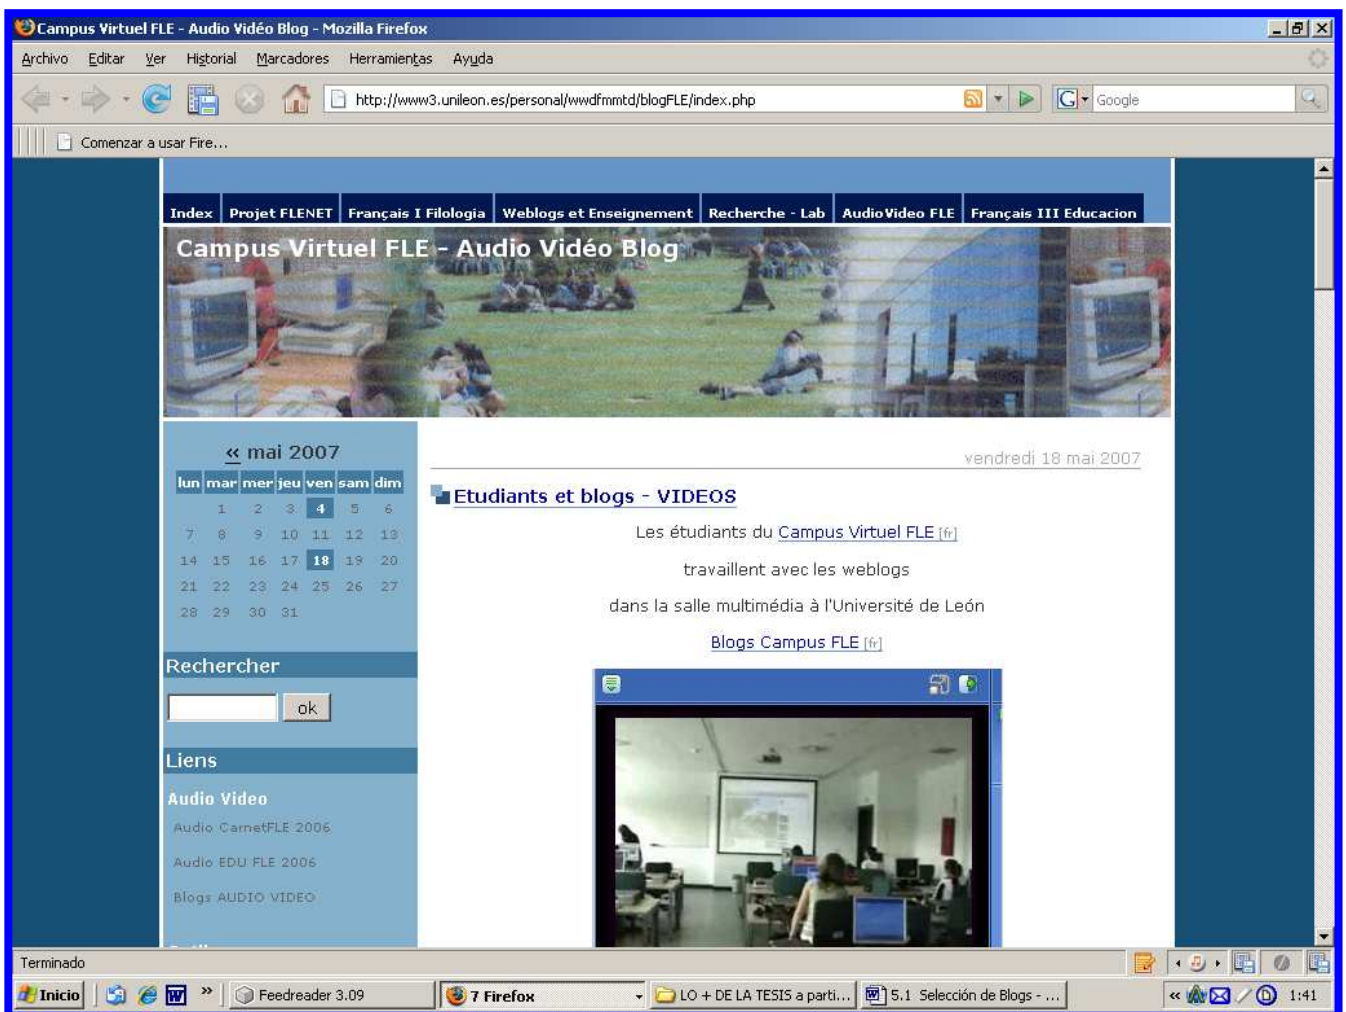 Campus Virtuel FLE - Audio Vidéo Blog - Mozilla Firefox
Archivo Editar Ver Historial Marcadores Herramientas Ayuda
http://www3.unileon.es/personal/wwdfmmtd/blogFLE/index.php
G Google
Comenzar a usar Fire...
Index Projet FLENET Français I Filologia Weblogs et Enseignement Recherche - Lab AudioVideo FLE Français III Educacion
Campus Virtuel FLE - Audio Vidéo Blog
« mai 2007
lun mar mer jeu ven sam dim
1 2 3 4 5 6
7 8 9 10 11 12 13
14 15 16 17 18 19 20
21 22 23 24 25 26 27
28 29 30 31
Rechercher
ok
Liens
Audio Video
Audio CarnetFLE 2006
Audio EDU FLE 2006
Blogs AUDIO VIDEO
vendredi 18 mai 2007
Etudiants et blogs - VIDEOS
Les étudiants du Campus Virtuel FLE [fr]
travaillent avec les weblogs
dans la salle multimédia à l'Université de León
Blogs Campus FLE [fr]
Terminado
Inicio » Feedreader 3.09 7 Firefox LO + DE LA TESIS a parti... 5.1 Selección de Blogs - ... « 1:41